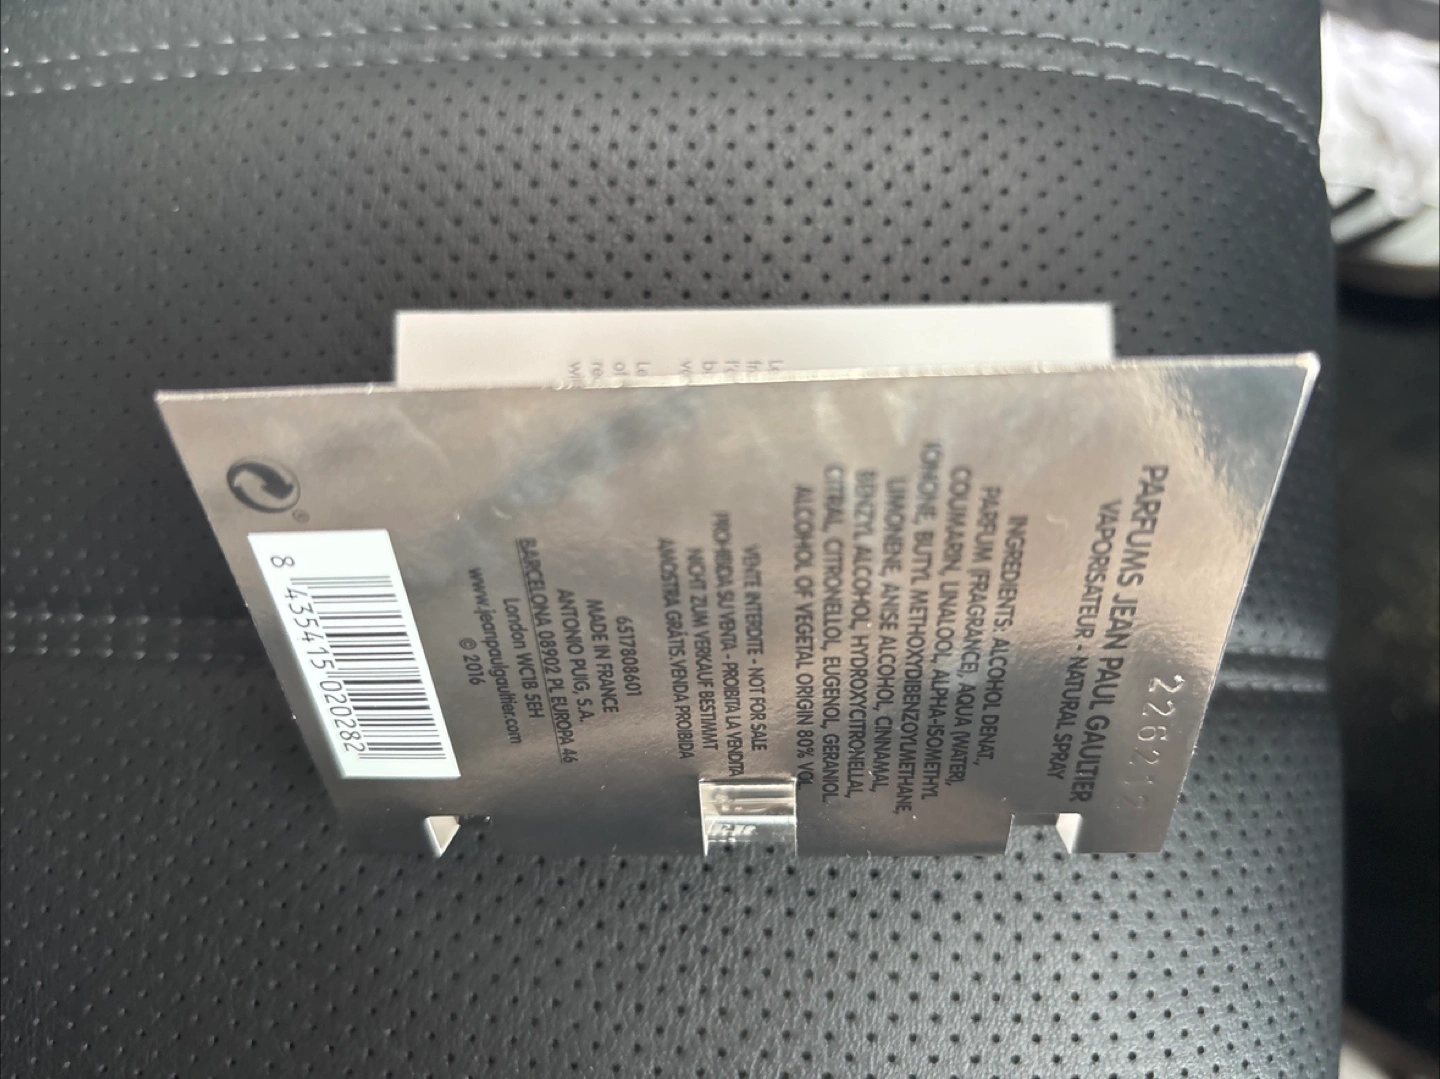 PARFUMS JEAN PAUL GAULTIER
VAPORISATEUR - NATURAL SPRAY
INGREDIENTS: ALCOHOL DENAT.,
PARFUM (FRAGRANCE), AQUA (WATER),
COUMARIN, LINALOOL, ALPHA-ISOMETHYL
IONONE, BUTYL METHOXYDIBENZOYLMETHANE,
LIMONENE, ANISE ALCOHOL, CINNAMAL,
BENZYL ALCOHOL, HYDROXYCITRONELLAL,
CITRAL, CITRONELLOL, EUGENOL, GERANIOL.
ALCOHOL OF VEGETAL ORIGIN 80% VOL.
VENTE INTERDITE - NOT FOR SALE
PROHIBIDA SU VENTA - PROIBITA LA VENDITA
NICHT ZUM VERKAUF BESTIMMT
AMOSTRA GRÁTIS. VENDA PROIBIDA
6517808601
MADE IN FRANCE
ANTONIO PUIG, S.A.
BARCELONA 08902 PL EUROPA 46
London WC1B 5EH
www.jeanpaulgaultier.com
© 2016
®
8 435415 020282